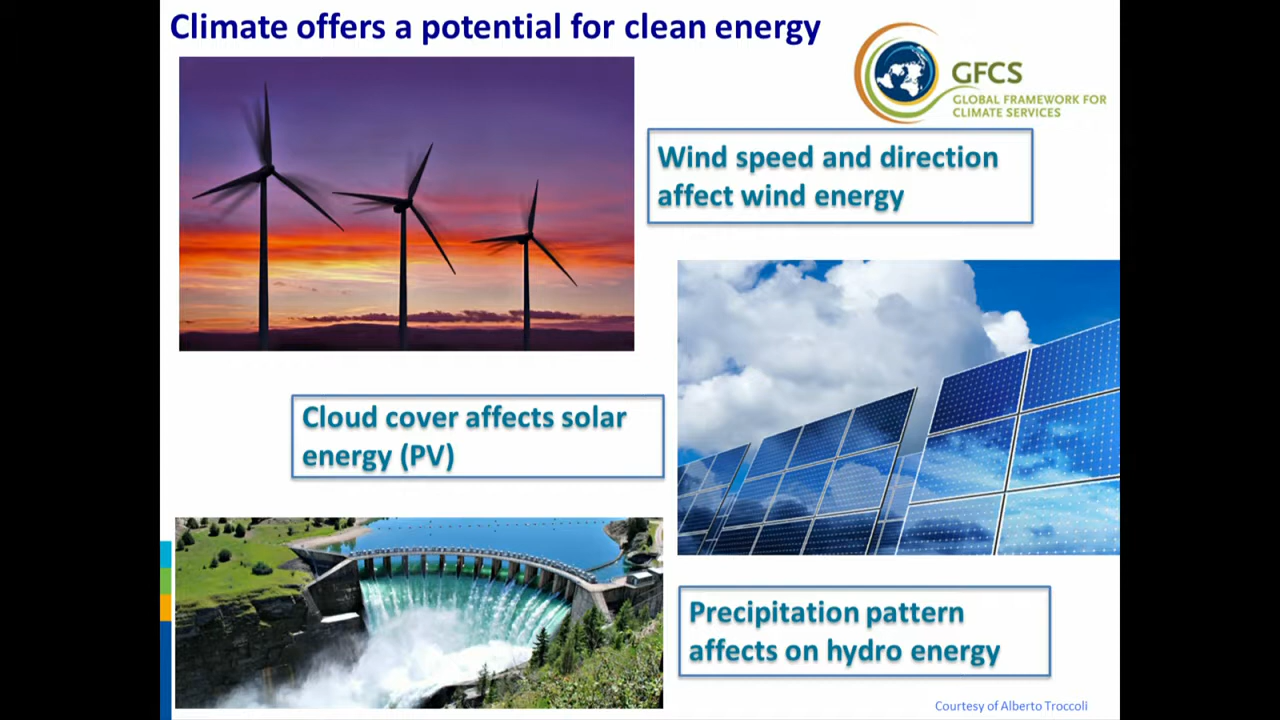 Climate offers a potential for clean energy
GFCS
GLOBAL FRAMEWORK FOR
CLIMATE SERVICES
Wind speed and direction
affect wind energy
Cloud cover affects solar
energy (PV)
Precipitation pattern
affects on hydro energy
Courtesy of Alberto Troccoli